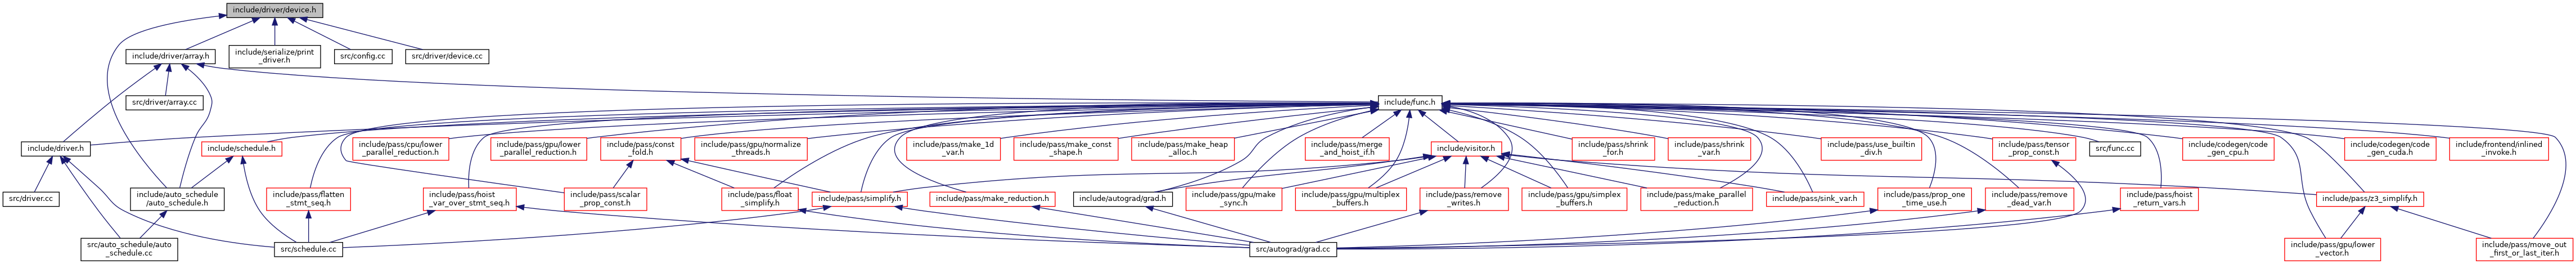 include/driver/device.h
include/driver/array.h
include/serialize/print
_driver.h
src/config.cc
src/driver/device.cc
src/driver/array.cc
include/func.h
include/driver.h
include/schedule.h
include/pass/cpu/lower
_parallel_reduction.h
include/pass/gpu/lower
_parallel_reduction.h
include/pass/const
_fold.h
include/pass/gpu/normalize
_threads.h
include/pass/make_1d
_var.h
include/pass/make_const
_shape.h
include/pass/make_heap
_alloc.h
include/pass/merge
_and_hoist_if.h
include/visitor.h
include/pass/shrink
_for.h
include/pass/shrink
_var.h
include/pass/use_builtin
_div.h
include/pass/tensor
_prop_const.h
src/func.cc
include/codegen/code
_gen_cpu.h
include/codegen/code
_gen_cuda.h
include/frontend/inlined
_invoke.h
src/driver.cc
include/auto_schedule
/auto_schedule.h
include/pass/flatten
_stmt_seq.h
include/pass/hoist
_var_over_stmt_seq.h
include/pass/scalar
_prop_const.h
include/pass/float
_simplify.h
include/pass/simplify.h
include/pass/make_reduction.h
include/autograd/grad.h
include/pass/gpu/make
_sync.h
include/pass/gpu/multiplex
_buffers.h
include/pass/remove
_writes.h
include/pass/gpu/simplex
_buffers.h
include/pass/make_parallel
_reduction.h
include/pass/sink_var.h
include/pass/prop_one
_time_use.h
include/pass/remove
_dead_var.h
include/pass/hoist
_return_vars.h
include/pass/z3_simplify.h
src/auto_schedule/auto
_schedule.cc
src/schedule.cc
src/autograd/grad.cc
include/pass/gpu/lower
_vector.h
include/pass/move_out
_first_or_last_iter.h